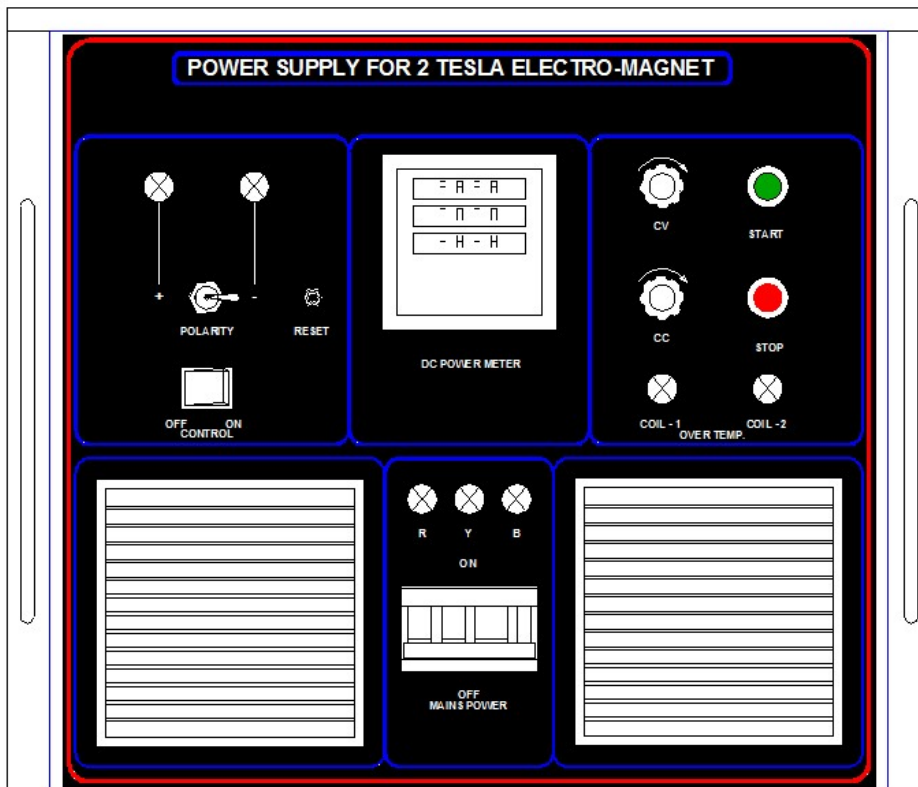 POWER SUPPLY FOR 2 TESLA ELECTRO-MAGNET
+ -
POLARITY
RESET
OFF ON
CONTROL
DC POWER METER
CV
START
CC
STOP
COIL - 1
COIL - 2
OVER TEMP.
R Y B
ON
OFF
MAINS POWER